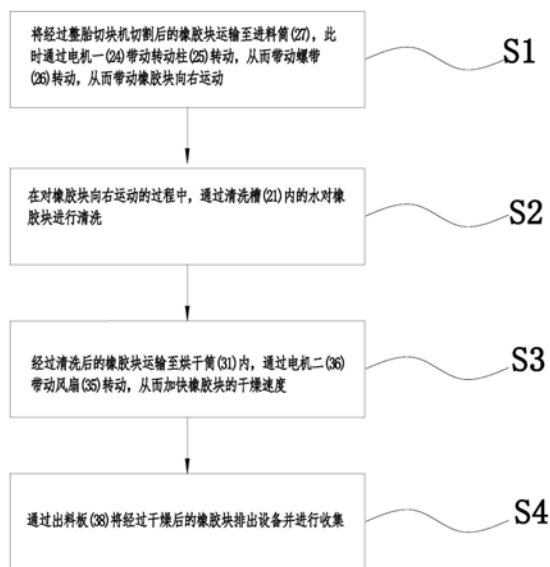 将经过整胎切块机切割后的橡胶块运输至进料筒(27)，此
时通过电机一(24)带动转动柱(25)转动，从而带动螺带
(26)转动，从而带动橡胶块向右运动
S1
在对橡胶块向右运动的过程中，通过清洗槽(21)内的水对橡
胶块进行清洗
S2
经过清洗后的橡胶块运输至烘干筒(31)内，通过电机二(36)
带动风扇(35)转动，从而加快橡胶块的干燥速度
S3
通过出料板(38)将经过干燥后的橡胶块排出设备并进行收集
S4